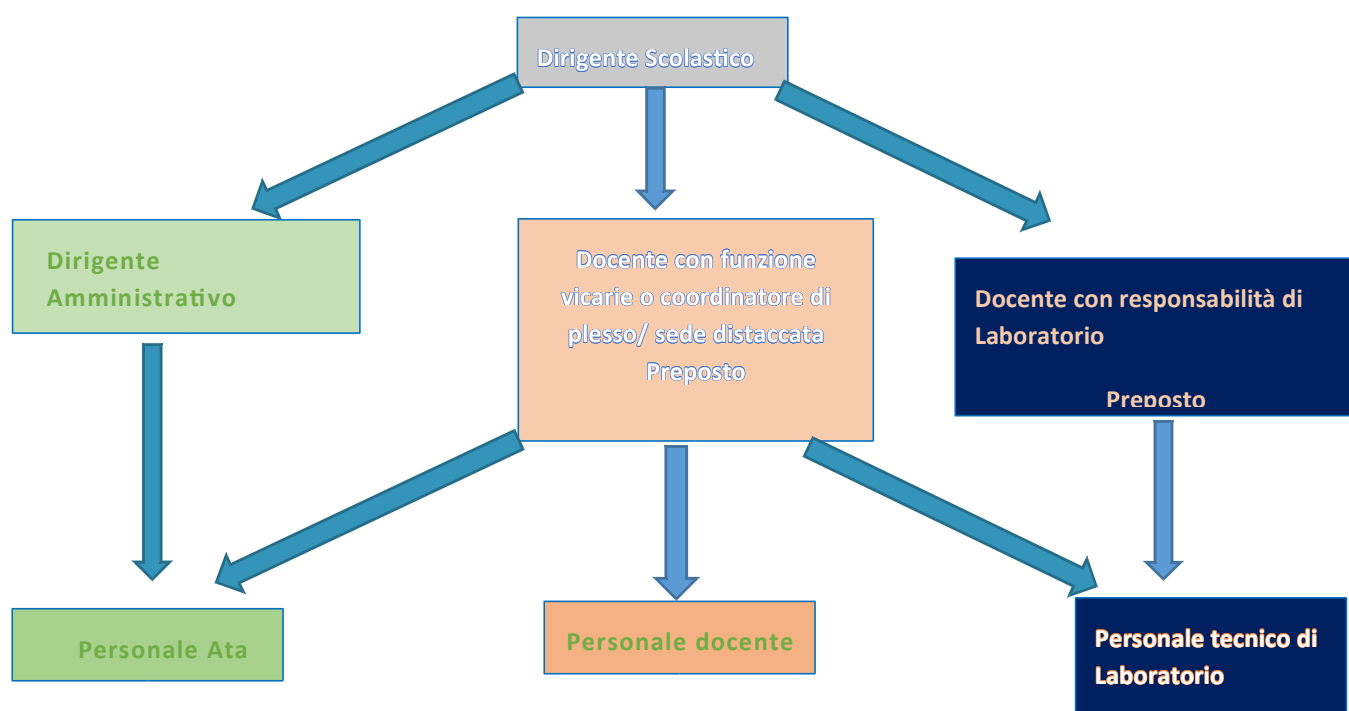 Dirigente Scolastico
Dirigente
Amministrativo
Docente con funzione
vicarie o coordinatore di
plesso/ sede distaccata
Preposto
Docente con responsabilità di
Laboratorio
Preposto
Personale Ata
Personale docente
Personale tecnico di
Laboratorio